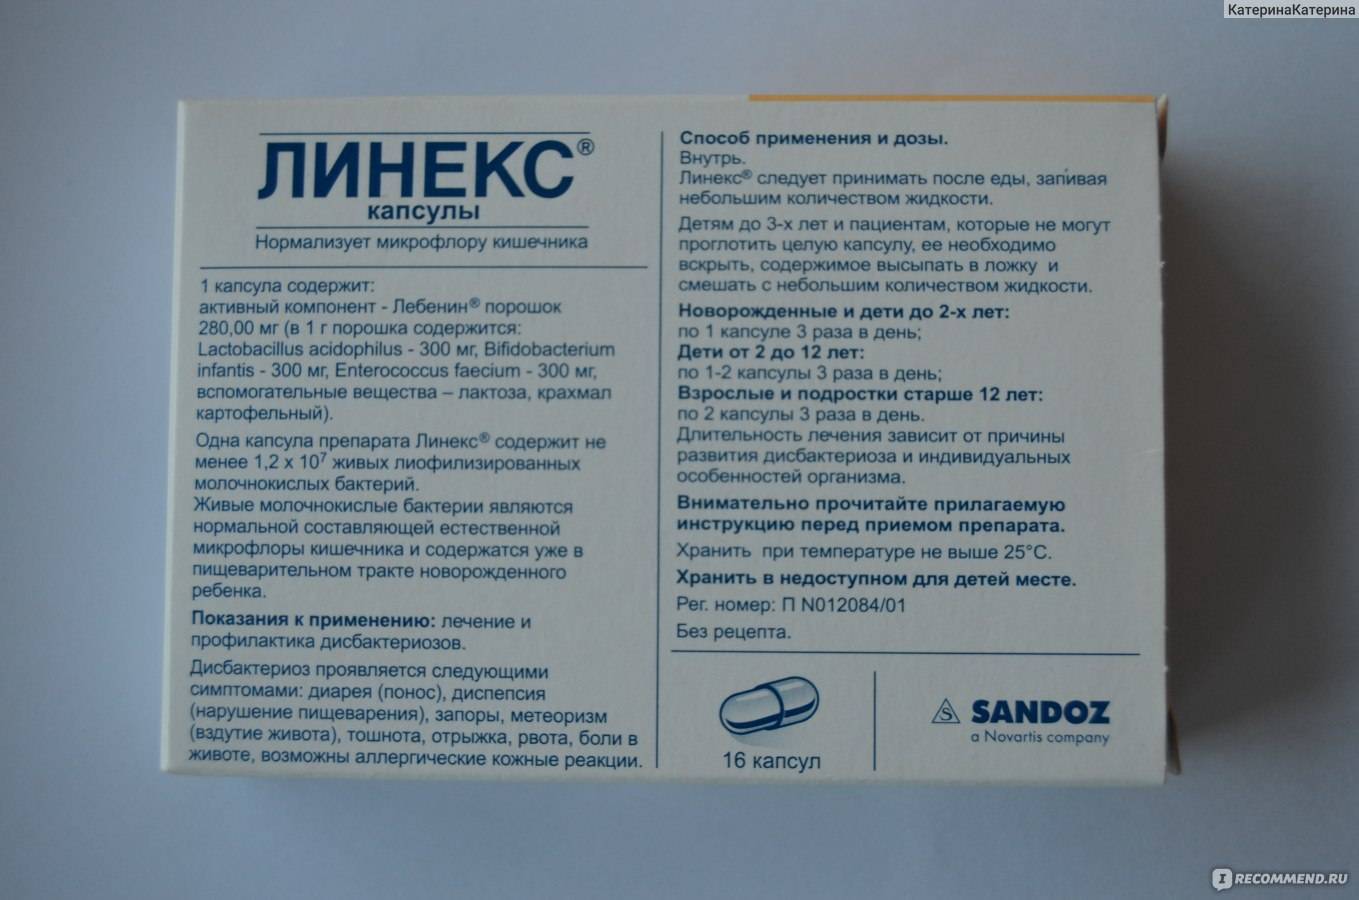 КатеринаКатерина
ЛИНЕКС®
капсулы
Нормализует микрофлору кишечника
1 капсула содержит:
активный компонент - Лебенин® порошок
280,00 мг (в 1 г порошка содержится:
Lactobacillus acidophilus - 300 мг, Bifidobacterium
infantis - 300 мг, Enterococcus faecium - 300 мг,
вспомогательные вещества – лактоза, крахмал
картофельный).
Одна капсула препарата Линекс® содержит не
менее 1,2 x 10⁷ живых лиофилизированных
молочнокислых бактерий.
Живые молочнокислые бактерии являются
нормальной составляющей естественной
микрофлоры кишечника и содержатся уже в
пищеварительном тракте новорожденного
ребенка.
Показания к применению: лечение и
профилактика дисбактериозов.
Дисбактериоз проявляется следующими
симптомами: диарея (понос), диспепсия
(нарушение пищеварения), запоры, метеоризм
(вздутие живота), тошнота, отрыжка, рвота, боли в
животе, возможны аллергические кожные реакции.
Способ применения и дозы.
Внутрь.
Линекс® следует принимать после еды, запивая
небольшим количеством жидкости.
Детям до 3-х лет и пациентам, которые не могут
проглотить целую капсулу, ее необходимо
вскрыть, содержимое высыпать в ложку и
смешать с небольшим количеством жидкости.
Новорожденные и дети до 2-х лет:
по 1 капсуле 3 раза в день;
Дети от 2 до 12 лет:
по 1-2 капсулы 3 раза в день;
Взрослые и подростки старше 12 лет:
по 2 капсулы 3 раза в день.
Длительность лечения зависит от причины
развития дисбактериоза и индивидуальных
особенностей организма.
Внимательно прочитайте прилагаемую
инструкцию перед приемом препарата.
Хранить при температуре не выше 25°C.
Хранить в недоступном для детей месте.
Рег. номер: П N012084/01
Без рецепта.
16 капсул
S SANDOZ
a Novartis company
IRECOMMEND.RU